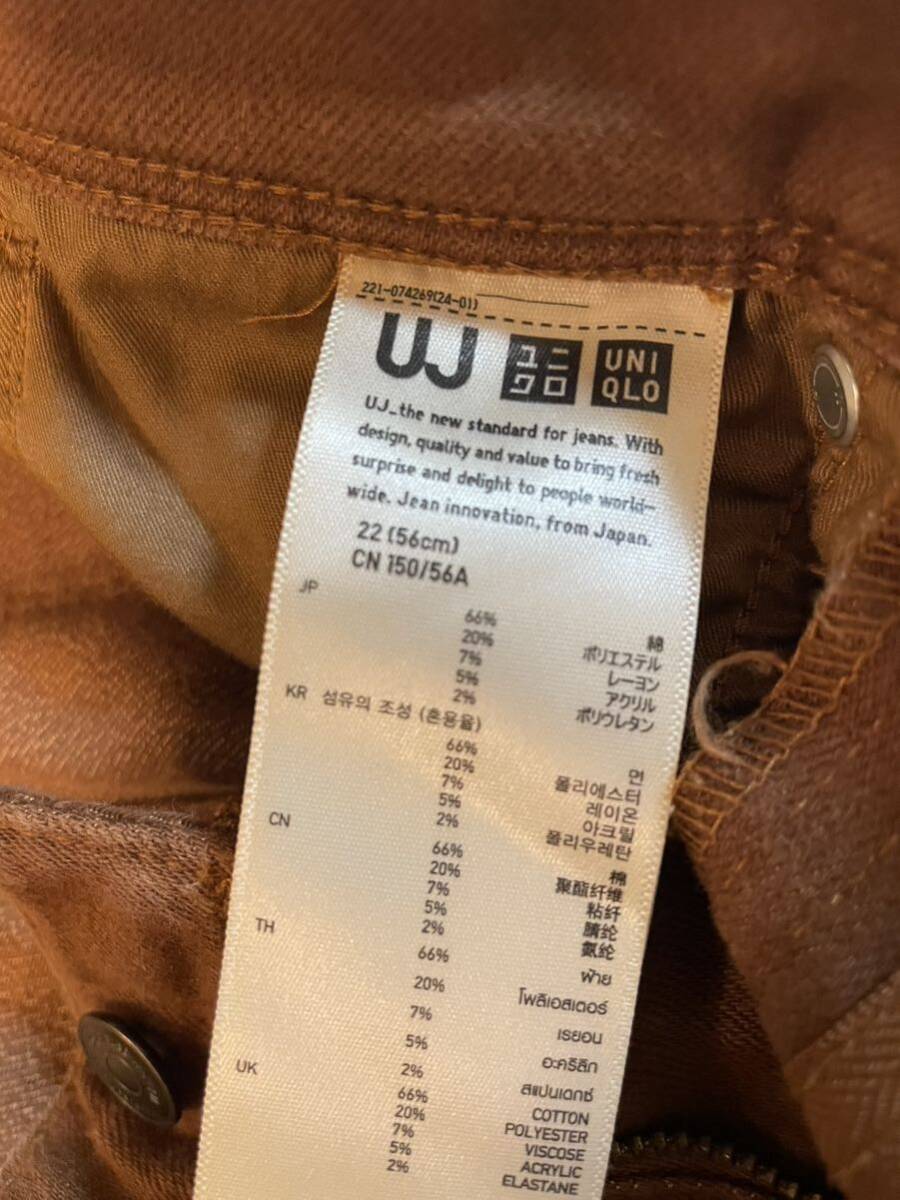 221-074269(24-01)
UJ ユニクロ UNIQLO
UJ_the new standard for jeans. With
design, quality and value to bring fresh
surprise and delight to people world-
wide. Jean innovation, from Japan.
22 (56cm)
CN 150/56A
JP
66% 綿
20% ポリエステル
7% レーヨン
5% アクリル
2% ポリウレタン
KR 섬유의 조성 (혼용율)
66% 면
20% 폴리에스터
7% 레이온
5% 아크릴
2% 폴리우레탄
CN
66% 棉
20% 聚酯纤维
7% 粘纤
5% 腈纶
2% 氨纶
TH
66% ฝ้าย
20% โพลิเอสเตอร์
7% เรยอน
5% อะคริลิก
2% สแปนเดกซ์
UK
66% COTTON
20% POLYESTER
7% VISCOSE
5% ACRYLIC
2% ELASTANE